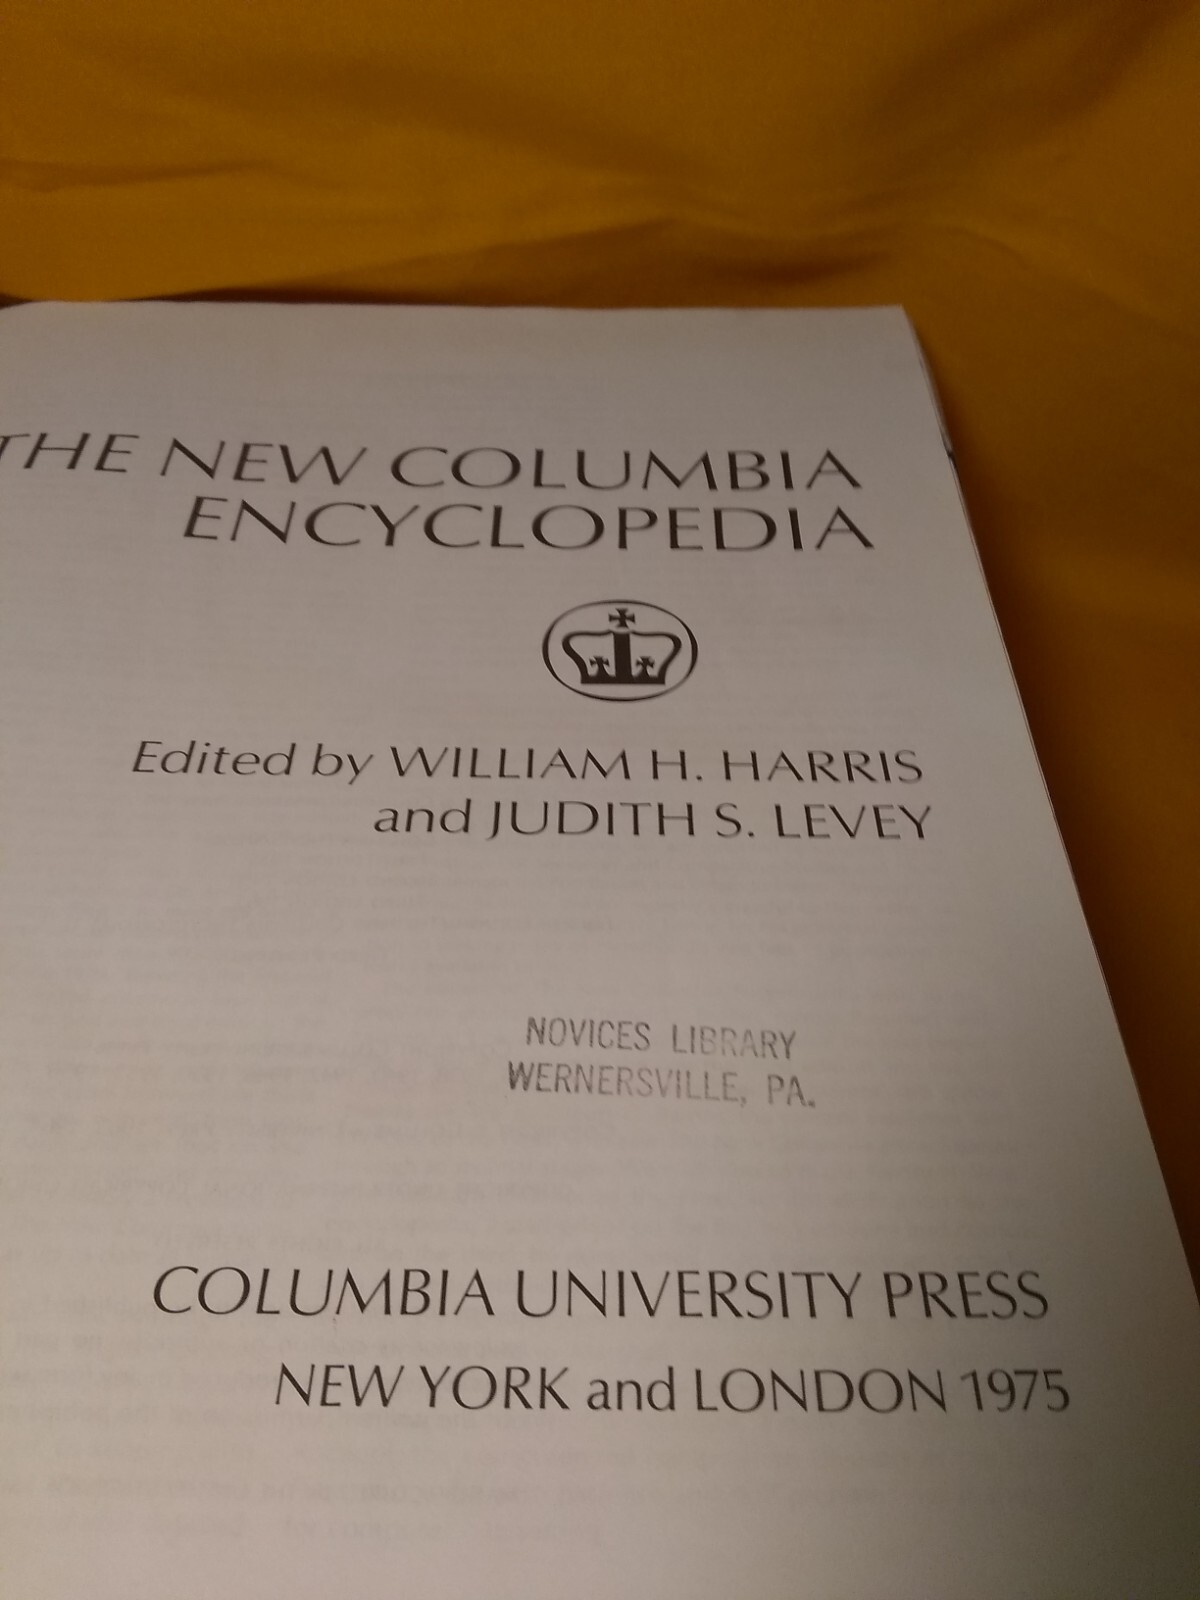 THE NEW COLUMBIA
ENCYCLOPEDIA
Edited by WILLIAM H. HARRIS
and JUDITH S. LEVEY
NOVICES LIBRARY
WERNERSVILLE, PA.
COLUMBIA UNIVERSITY PRESS
NEW YORK and LONDON 1975